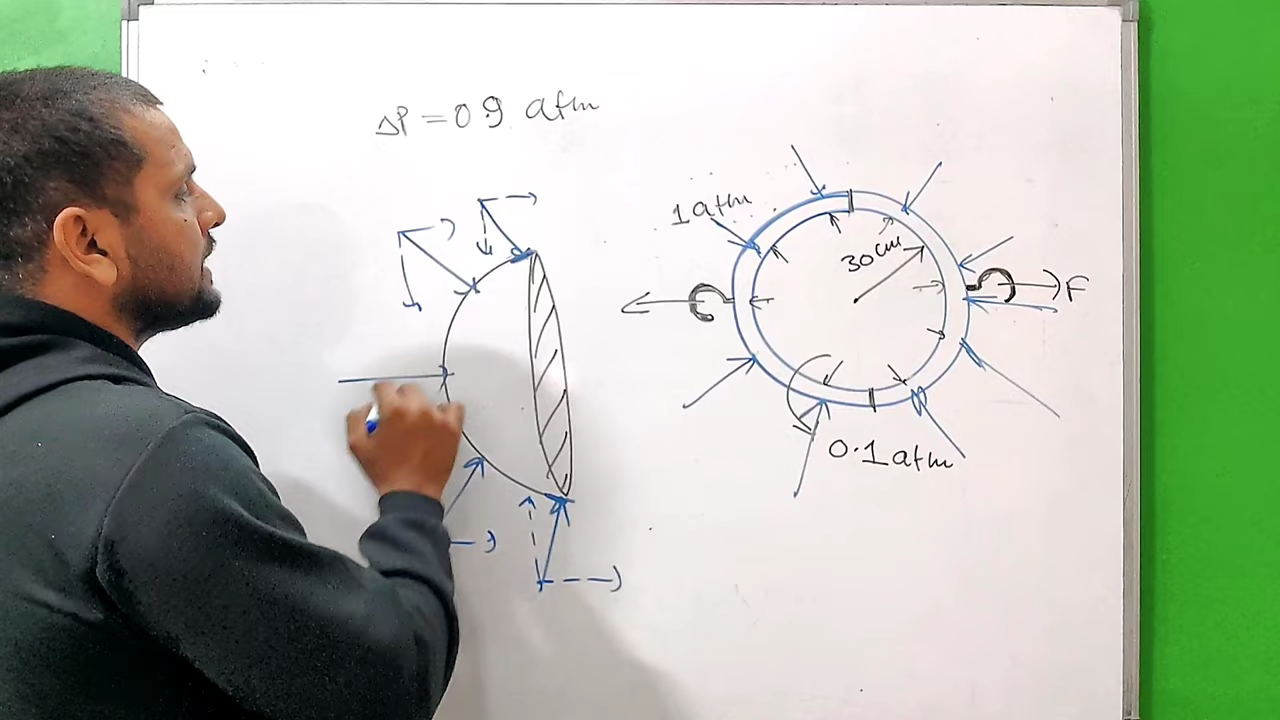 ΔP = 0.9 atm
1 atm
30 cm
F
0.1 atm